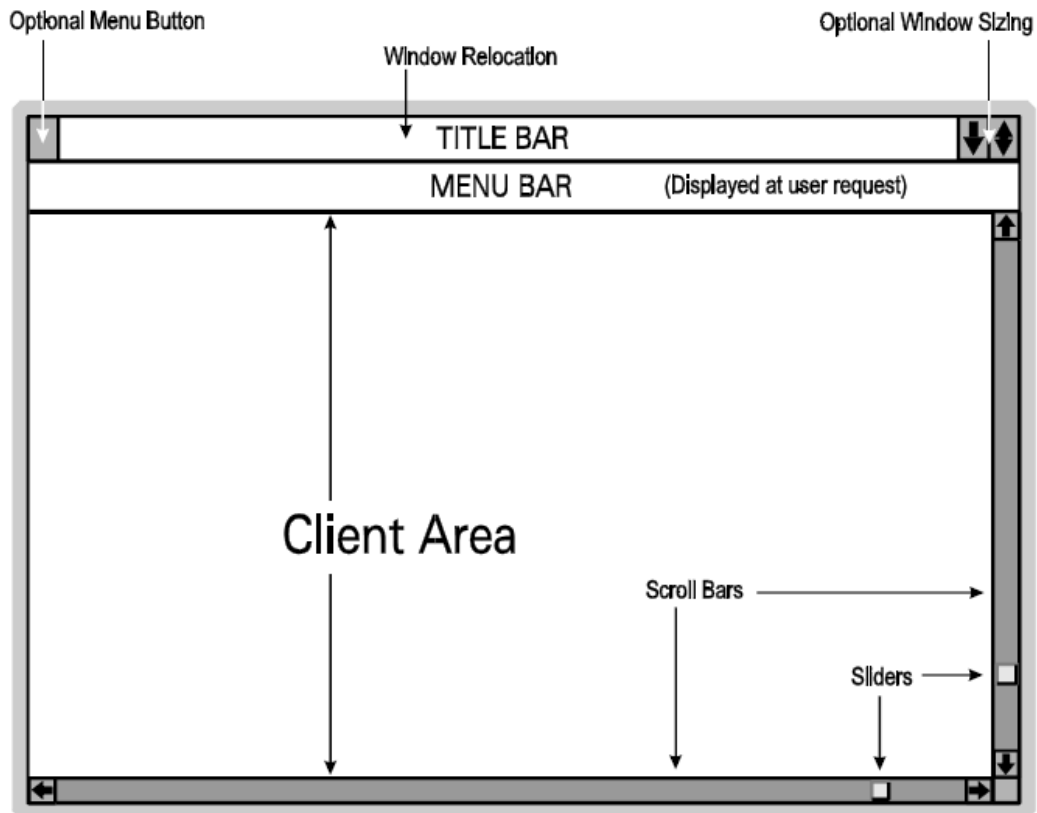 Optional Menu Button
Optional Window Sizing
Window Relocation
TITLE BAR
MENU BAR (Displayed at user request)
Client Area
Scroll Bars
Sliders